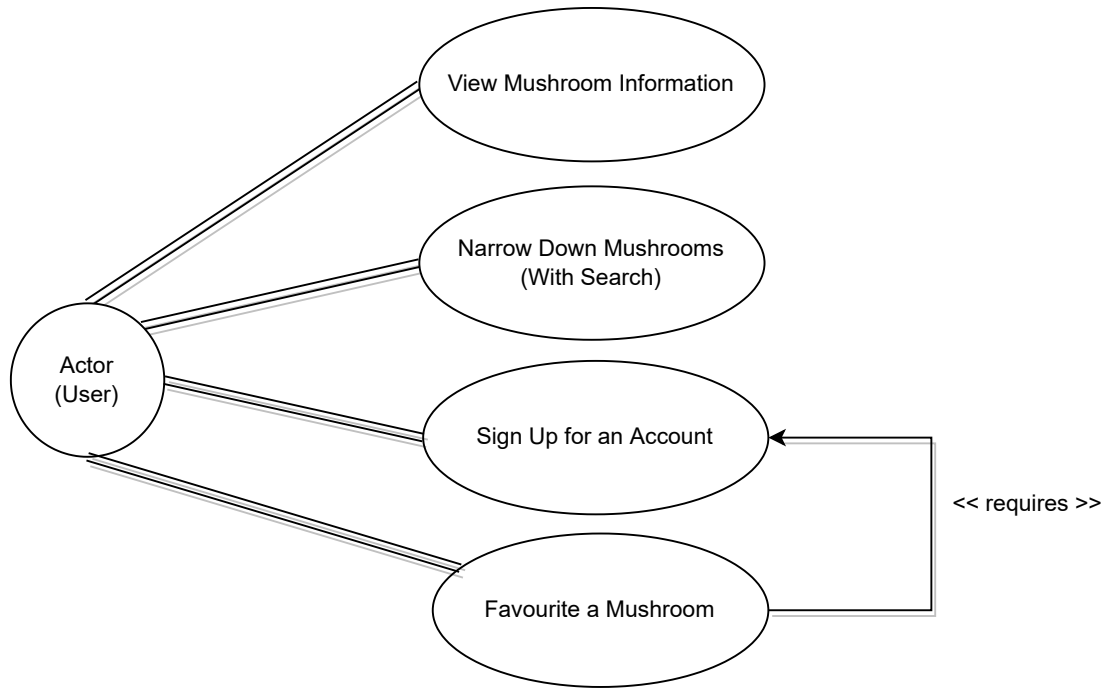 View Mushroom Information
Narrow Down Mushrooms
(With Search)
Actor
(User)
Sign Up for an Account
<< requires >>
Favourite a Mushroom